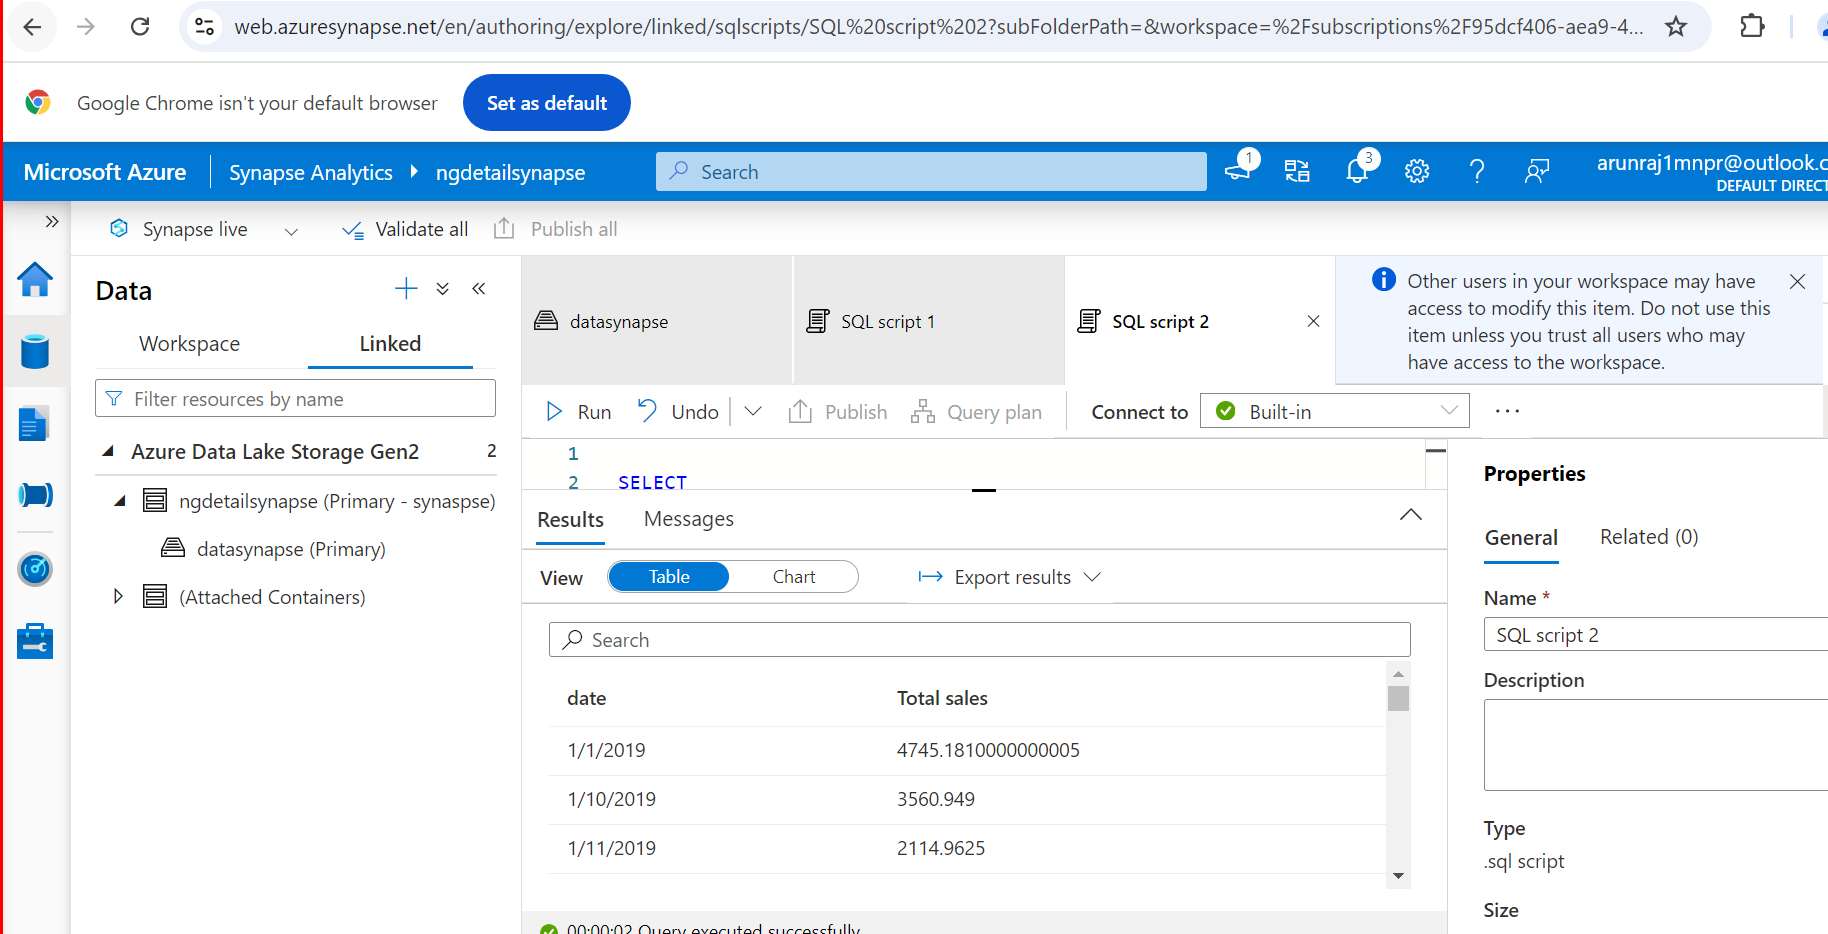 web.azuresynapse.net/en/authoring/explore/linked/sqlscripts/SQL%20script%202?subFolderPath=&workspace=%2Fsubscriptions%2F95dcf406-aea9-4...
Google Chrome isn't your default browser
Set as default
Microsoft Azure
Synapse Analytics
ngdetailsynapse
Search
1
3
arunraj1mnpr@outlook.c
DEFAULT DIRECT
Synapse live
Validate all
Publish all
Data
Workspace
Linked
Filter resources by name
Azure Data Lake Storage Gen2
2
ngdetailsynapse (Primary - synaspse)
datasynapse (Primary)
(Attached Containers)
datasynapse
SQL script 1
SQL script 2
Other users in your workspace may have
access to modify this item. Do not use this
item unless you trust all users who may
have access to the workspace.
Run
Undo
Publish
Query plan
Connect to
Built-in
1
2 SELECT
Results
Messages
View
Table
Chart
Export results
Search
date Total sales
1/1/2019 4745.1810000000005
1/10/2019 3560.949
1/11/2019 2114.9625
00:00:02 Query executed successfully
Properties
General
Related (0)
Name *
SQL script 2
Description
Type
.sql script
Size